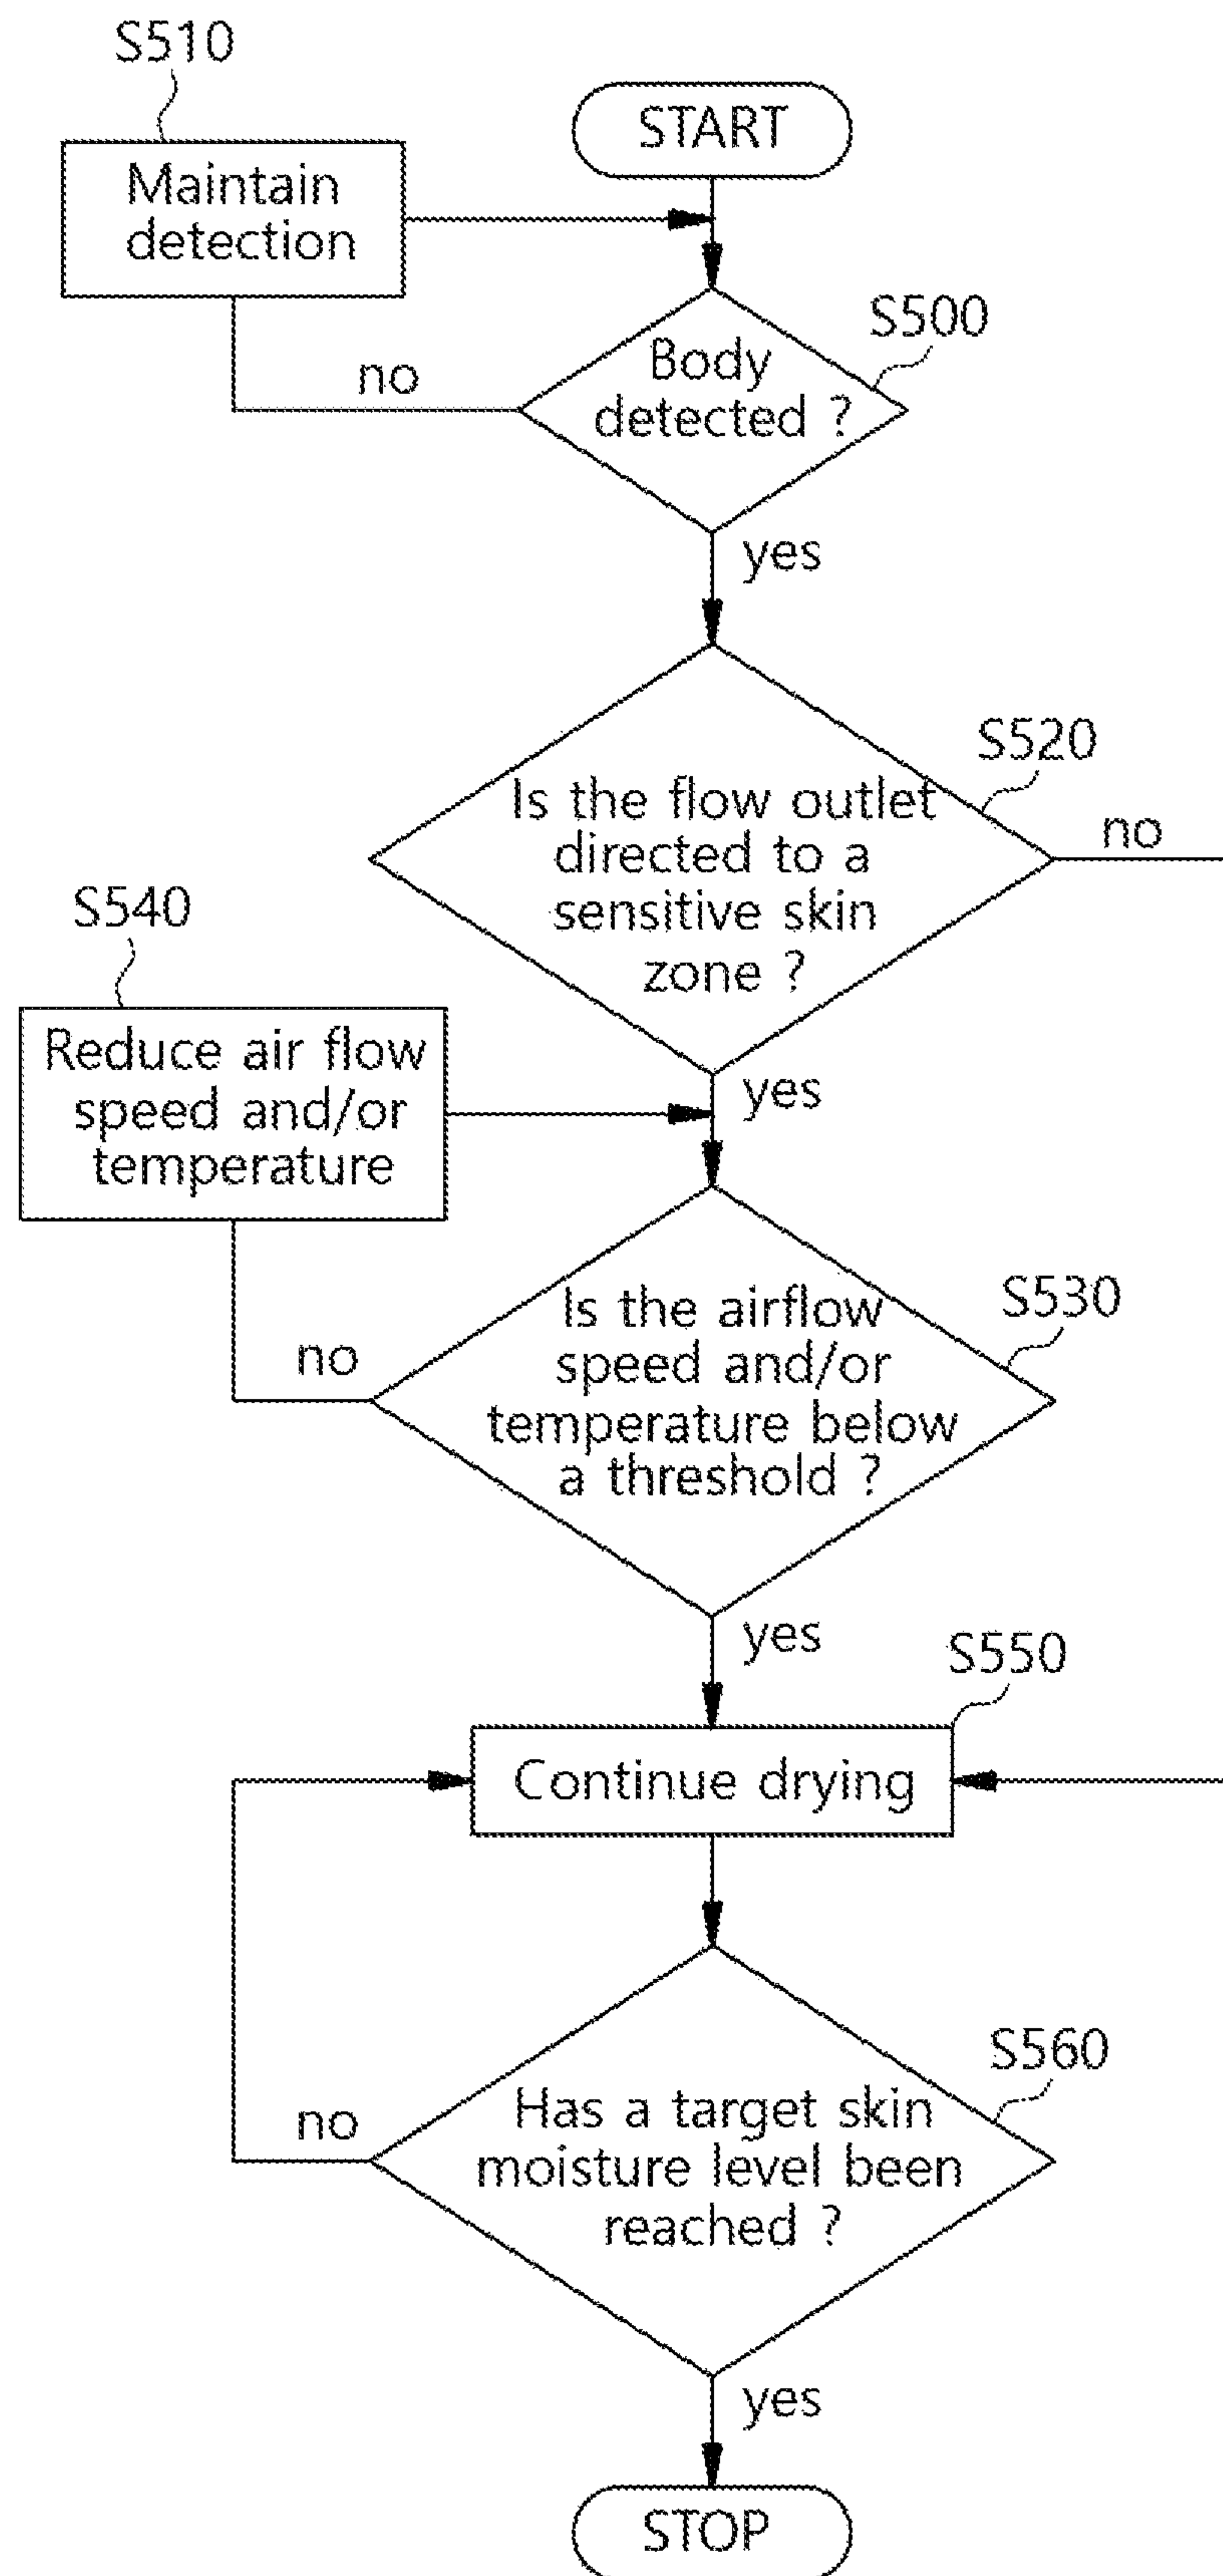 S510
START
Maintain
detection
S500
Body
detected ?
no
yes
S520
Is the flow outlet
directed to a
sensitive skin
zone ?
no
S540
Reduce air flow
speed and/or
temperature
yes
S530
Is the airflow
speed and/or
temperature below
a threshold ?
no
yes
S550
Continue drying
S560
Has a target skin
moisture level been
reached ?
no
yes
STOP